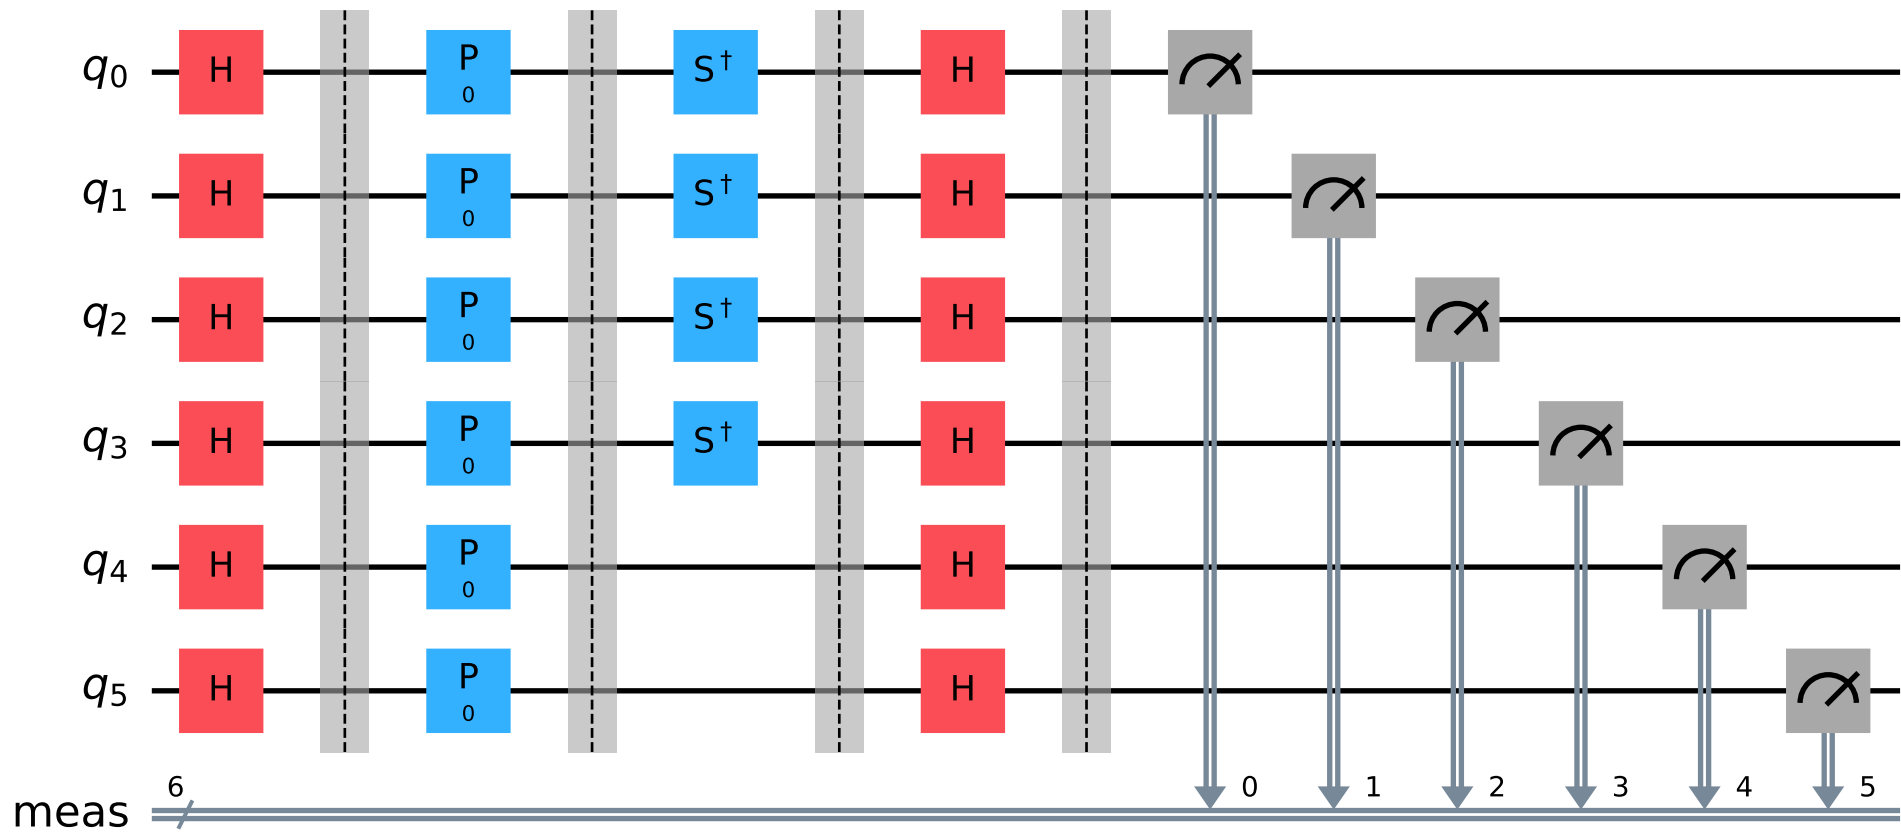 q0 H P 0 S† H
q1 H P 0 S† H
q2 H P 0 S† H
q3 H P 0 S† H
q4 H P 0 H
q5 H P 0 H
6 0 1 2 3 4 5
meas